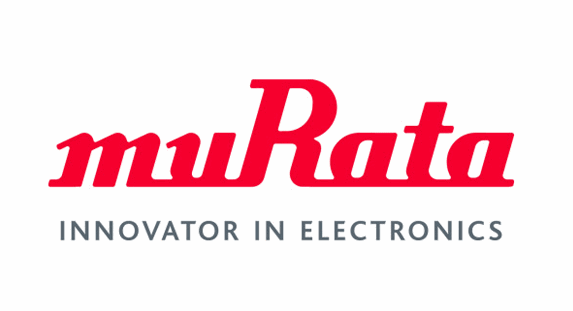 muRata
INNOVATOR IN ELECTRONICS